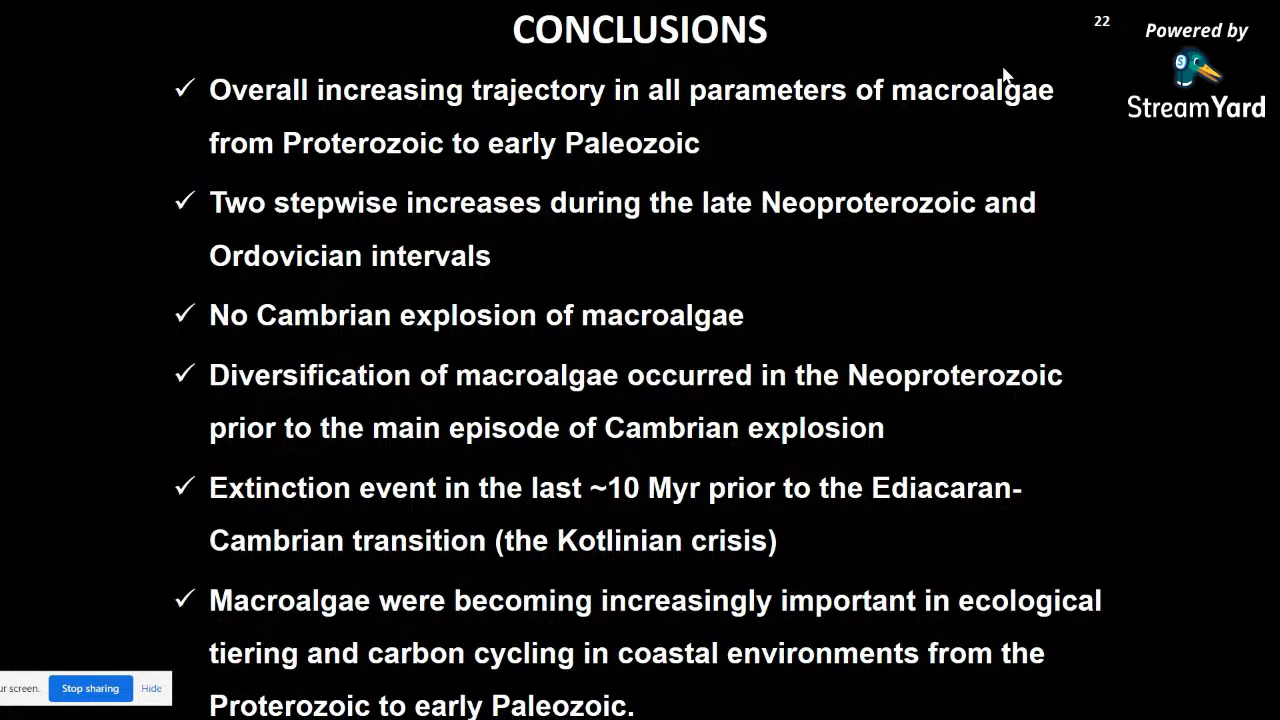 CONCLUSIONS
22
Powered by
StreamYard
✓ Overall increasing trajectory in all parameters of macroalgae
from Proterozoic to early Paleozoic
✓ Two stepwise increases during the late Neoproterozoic and
Ordovician intervals
✓ No Cambrian explosion of macroalgae
✓ Diversification of macroalgae occurred in the Neoproterozoic
prior to the main episode of Cambrian explosion
✓ Extinction event in the last ~10 Myr prior to the Ediacaran-
Cambrian transition (the Kotlinian crisis)
✓ Macroalgae were becoming increasingly important in ecological
tiering and carbon cycling in coastal environments from the
Proterozoic to early Paleozoic.
ur screen. Stop sharing Hide